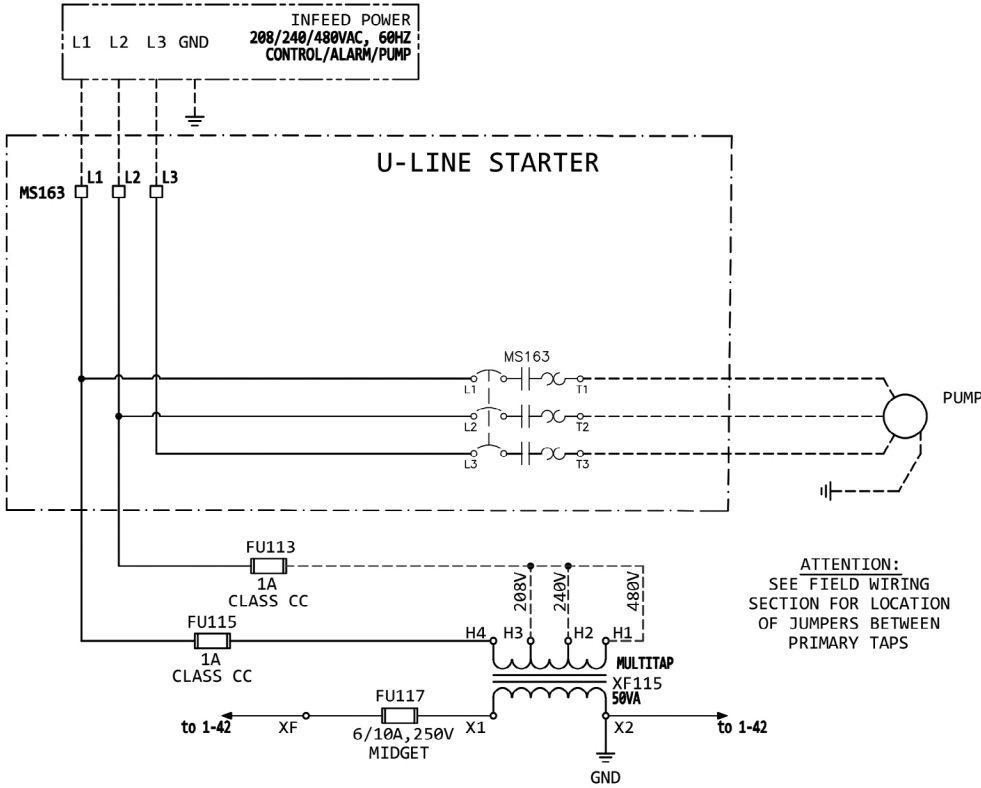 INFEED POWER
208/240/480VAC, 60HZ
CONTROL/ALARM/PUMP
L1 L2 L3 GND
U-LINE STARTER
MS163 L1 L2 L3
MS163
L1 T1
L2 T2
L3 T3
PUMP
FU113
1A
CLASS CC
208V 240V 480V
ATTENTION:
SEE FIELD WIRING
SECTION FOR LOCATION
OF JUMPERS BETWEEN
PRIMARY TAPS
FU115
1A
CLASS CC
H4 H3 H2 H1
MULTITAP
XF115
50VA
FU117
6/10A,250V
MIDGET
to 1-42 XF X1 X2 to 1-42
GND